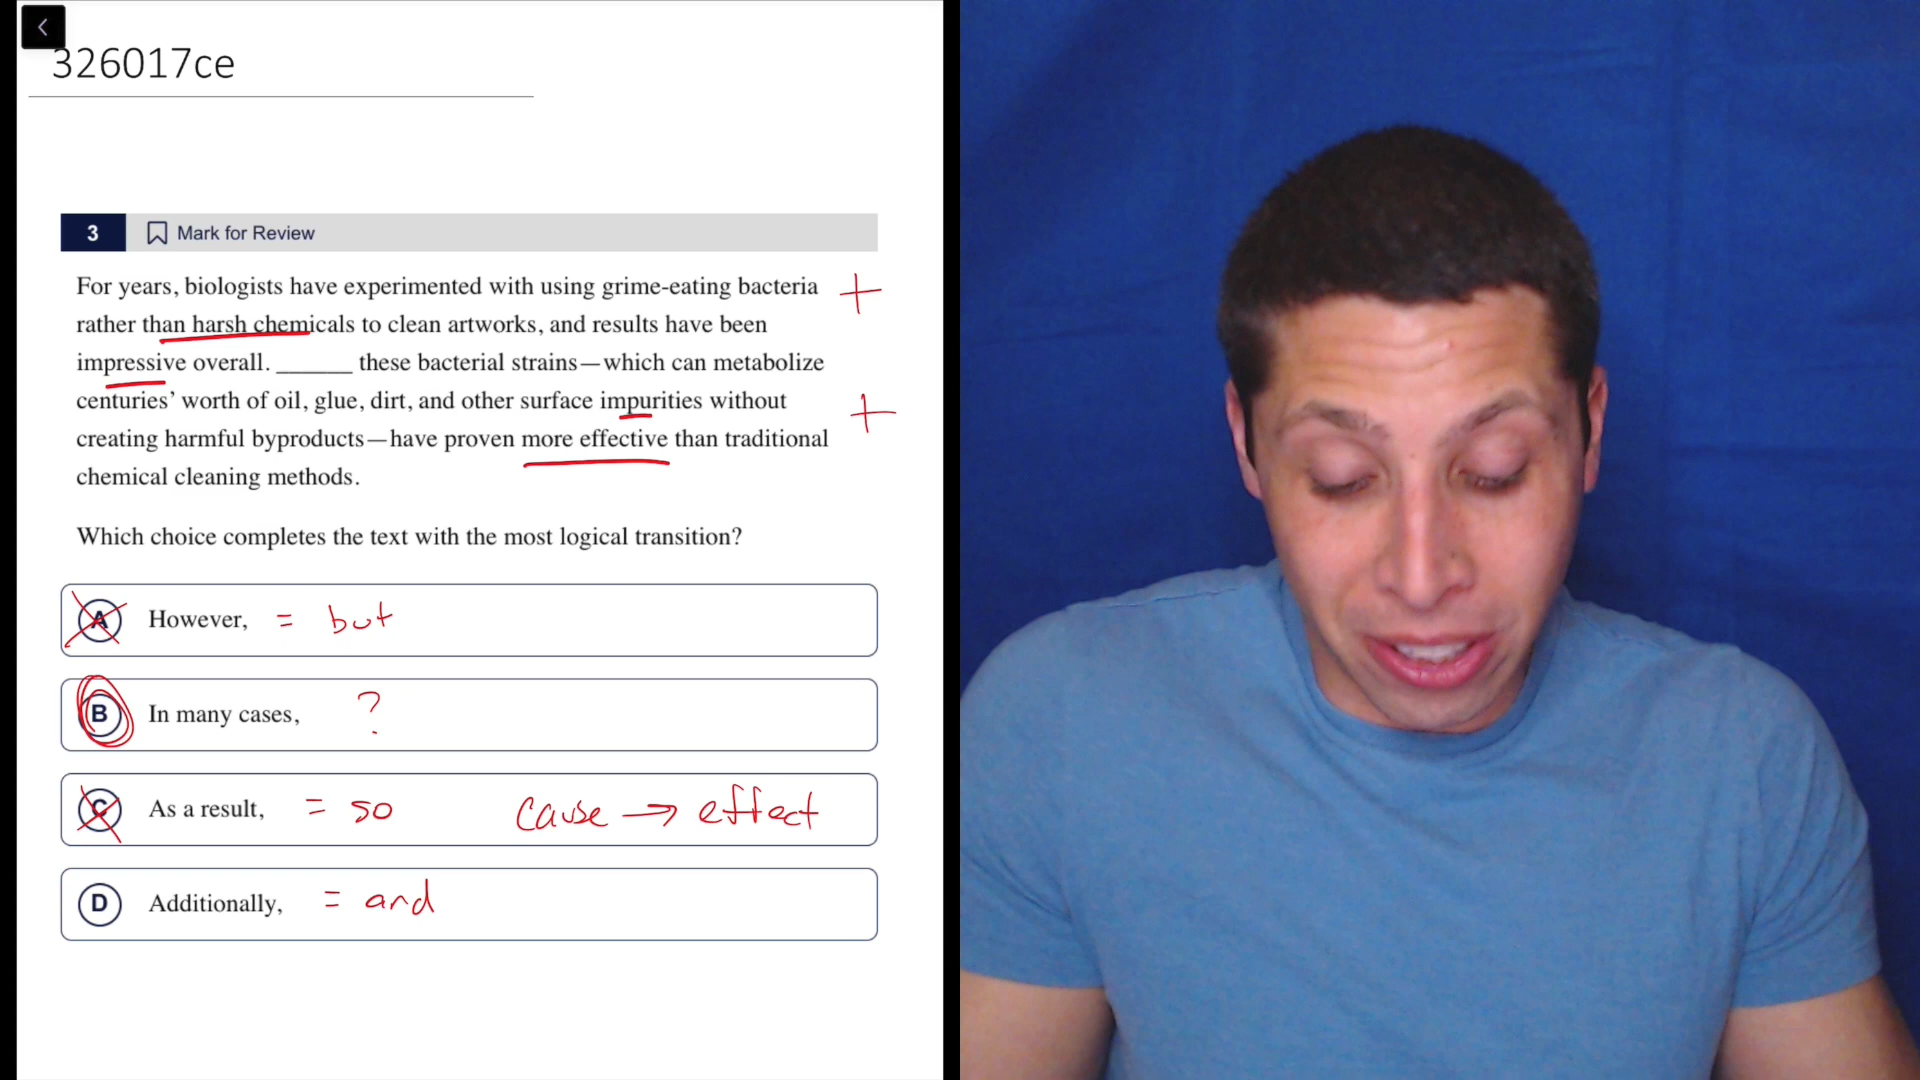 326017ce
3 Mark for Review
For years, biologists have experimented with using grime-eating bacteria +
rather than harsh chemicals to clean artworks, and results have been
impressive overall. ______ these bacterial strains—which can metabolize
centuries’ worth of oil, glue, dirt, and other surface impurities without +
creating harmful byproducts—have proven more effective than traditional
chemical cleaning methods.
Which choice completes the text with the most logical transition?
A However, = but
B In many cases, ?
C As a result, = so cause → effect
D Additionally, = and